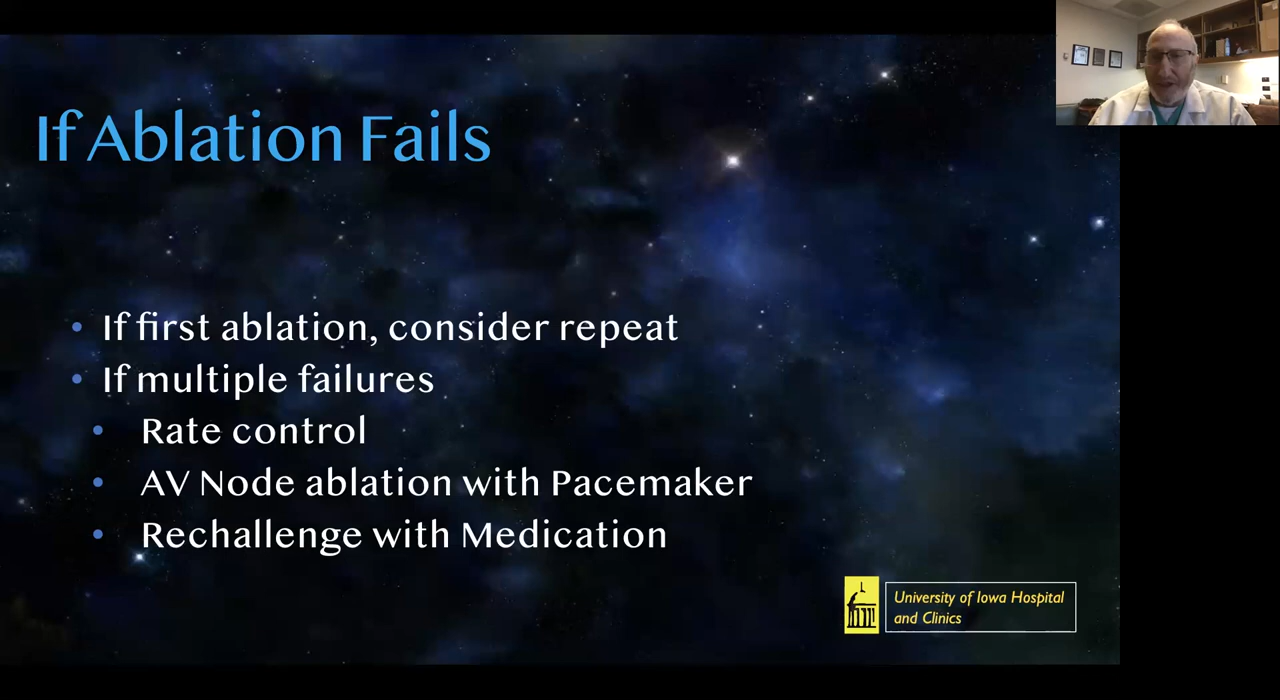 If Ablation Fails
• If first ablation, consider repeat
• If multiple failures
• Rate control
• AV Node ablation with Pacemaker
• Rechallenge with Medication
University of Iowa Hospital
and Clinics